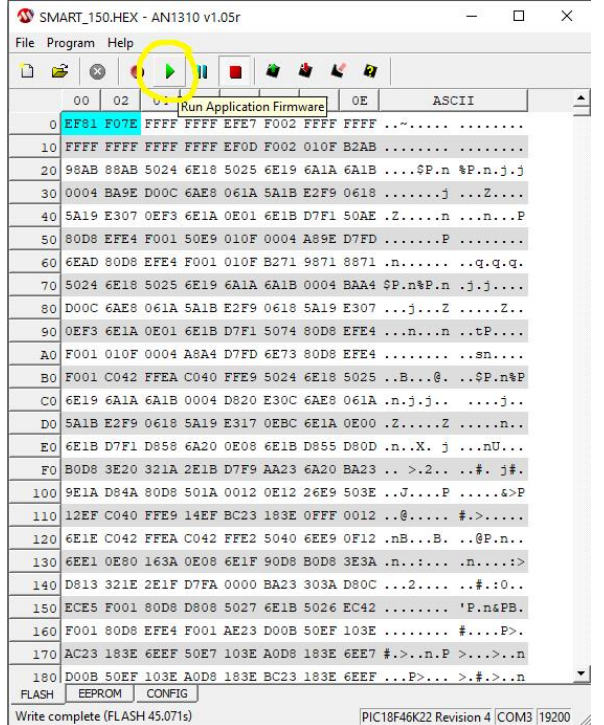 SMART_150.HEX - AN1310 v1.05r
File Program Help
00 02 Run Application Firmware 0E ASCII
0 EF81 F07E FFFF FFFF EFE7 F002 FFFF FFFF ..~..... ........
10 FFFF FFFF FFFF FFFF EF0D F002 010F B2AB ........ ........
20 98AB 88AB 5024 6E18 5025 6E19 6A1A 6A1B ....$P.n %P.n.j.j
30 0004 BA9E D00C 6AE8 061A 5A1B E2F9 0618 .......j ...Z....
40 5A19 E307 0EF3 6E1A 0E01 6E1B D7F1 50AE .Z.....n ...n...P
50 80D8 EFE4 F001 50E9 010F 0004 A89E D7FD .......P ........
60 6EAD 80D8 EFE4 F001 010F B271 9871 8871 .n...... ..q.q.q.
70 5024 6E18 5025 6E19 6A1A 6A1B 0004 BAA4 $P.n%P.n .j.j....
80 D00C 6AE8 061A 5A1B E2F9 0618 5A19 E307 ...j...Z .....Z..
90 0EF3 6E1A 0E01 6E1B D7F1 5074 80D8 EFE4 ...n...n ..tP....
A0 F001 010F 0004 A8A4 D7FD 6E73 80D8 EFE4 ........ ..sn....
B0 F001 C042 FFEA C040 FFE9 5024 6E18 5025 ..B...@. ..$P.n%P
C0 6E19 6A1A 6A1B 0004 D820 E30C 6AE8 061A .n.j.j.. ....j..
D0 5A1B E2F9 0618 5A19 E317 0EBC 6E1A 0E00 .Z.....Z .....n..
E0 6E1B D7F1 D858 6A20 0E08 6E1B D855 D80D .n..X. j ...nU...
F0 B0D8 3E20 321A 2E1B D7F9 AA23 6A20 BA23 .. >.2... ..#. j#.
100 9E1A D84A 80D8 501A 0012 0E12 26E9 503E ..J....P .....&>P
110 12EF C040 FFE9 14EF BC23 183E 0FFF 0012 ..@..... #.>.....
120 6E1E C042 FFEA C042 FFE2 5040 6EE9 0F12 .nB...B. ..@P.n..
130 6EE1 0E80 163A 0E08 6E1F 90D8 B0D8 3E3A .n..:... .n....:>
140 D813 321E 2E1F D7FA 0000 BA23 303A D80C ...2.... ..#.:0..
150 ECE5 F001 80D8 D808 5027 6E1B 5026 EC42 ........ 'P.n&PB.
160 F001 80D8 EFE4 F001 AE23 D00B 50EF 103E ........ #....P>.
170 AC23 183E 6EEF 50E7 103E A0D8 183E 6EE7 #.>..n.P >...>..n
180 D00B 50EF 103E A0D8 183E BC23 183E 6EEF ...P>... >.#.>..n
FLASH EEPROM CONFIG
Write complete (FLASH 45.071s) PIC18F46K22 Revision 4 COM3 19200